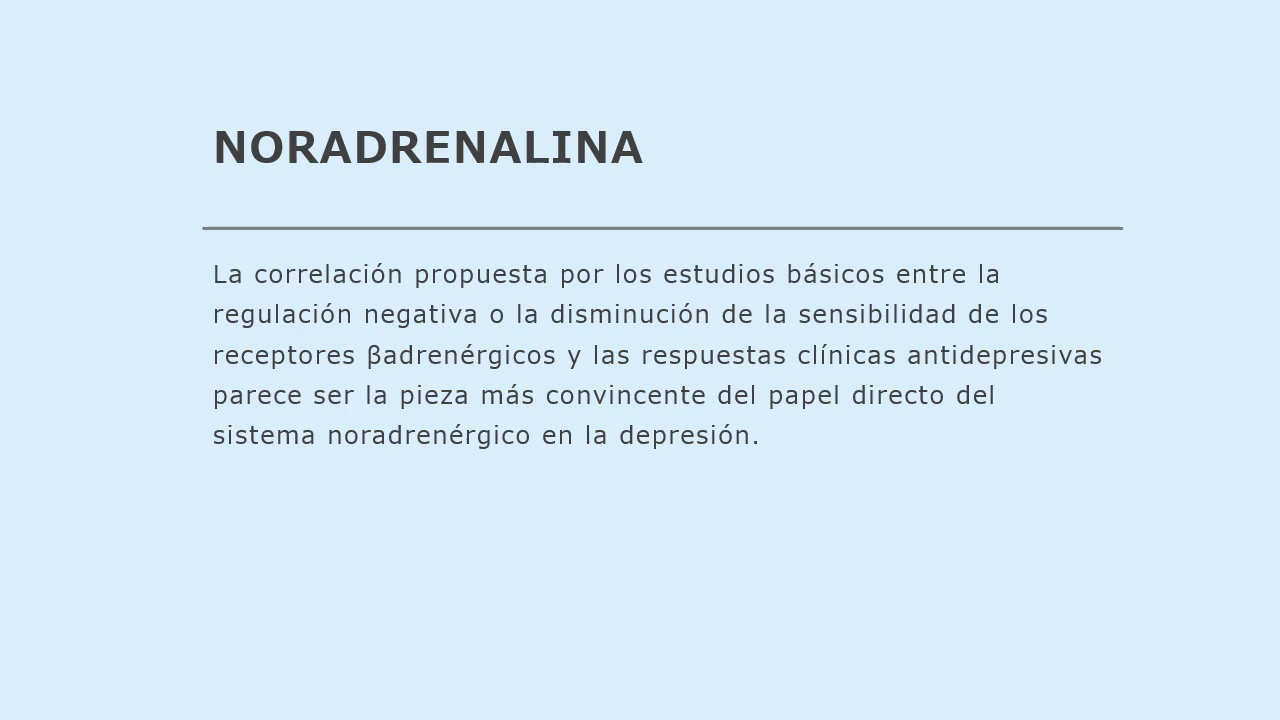 NORADRENALINA
La correlación propuesta por los estudios básicos entre la
regulación negativa o la disminución de la sensibilidad de los
receptores βadrenérgicos y las respuestas clínicas antidepresivas
parece ser la pieza más convincente del papel directo del
sistema noradrenérgico en la depresión.